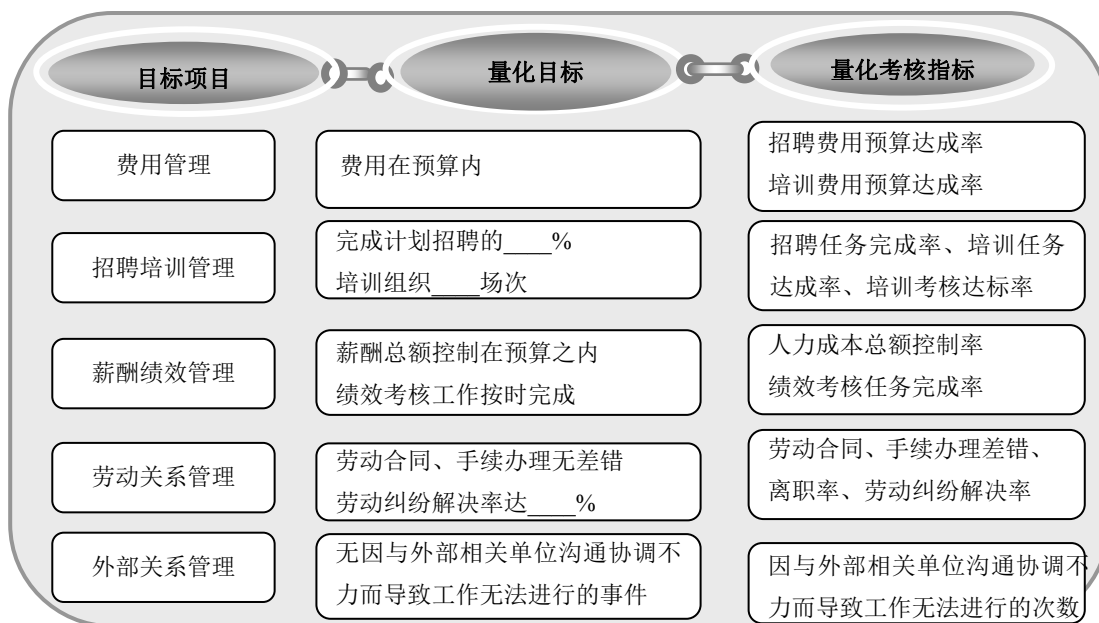 目标项目
量化目标
量化考核指标
费用管理
费用在预算内
招聘费用预算达成率
培训费用预算达成率
招聘培训管理
完成计划招聘的____%
培训组织____场次
招聘任务完成率、培训任务
达成率、培训考核达标率
薪酬绩效管理
薪酬总额控制在预算之内
绩效考核工作按时完成
人力成本总额控制率
绩效考核任务完成率
劳动关系管理
劳动合同、手续办理无差错
劳动纠纷解决率达____%
劳动合同、手续办理差错、
离职率、劳动纠纷解决率
外部关系管理
无因与外部相关单位沟通协调不
力而导致工作无法进行的事件
因与外部相关单位沟通协调不
力而导致工作无法进行的次数